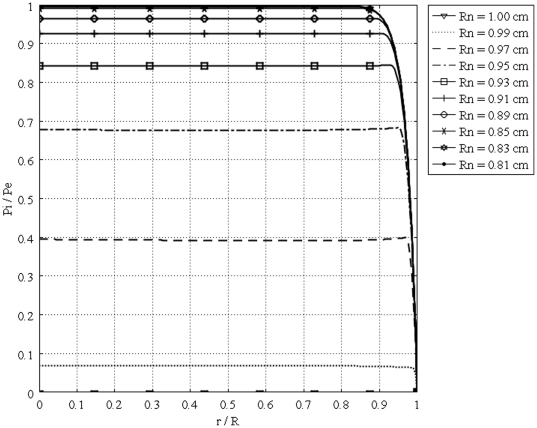 1
0.9
0.8
0.7
0.6
0.5
0.4
0.3
0.2
0.1
0
Pi / Pe
0 0.1 0.2 0.3 0.4 0.5 0.6 0.7 0.8 0.9 1
r / R
Rn = 1.00 cm
Rn = 0.99 cm
Rn = 0.97 cm
Rn = 0.95 cm
Rn = 0.93 cm
Rn = 0.91 cm
Rn = 0.89 cm
Rn = 0.85 cm
Rn = 0.83 cm
Rn = 0.81 cm